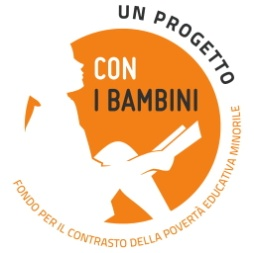 UN PROGETTO
CON
I BAMBINI
FONDO PER IL CONTRASTO DELLA POVERTÀ EDUCATIVA MINORILE